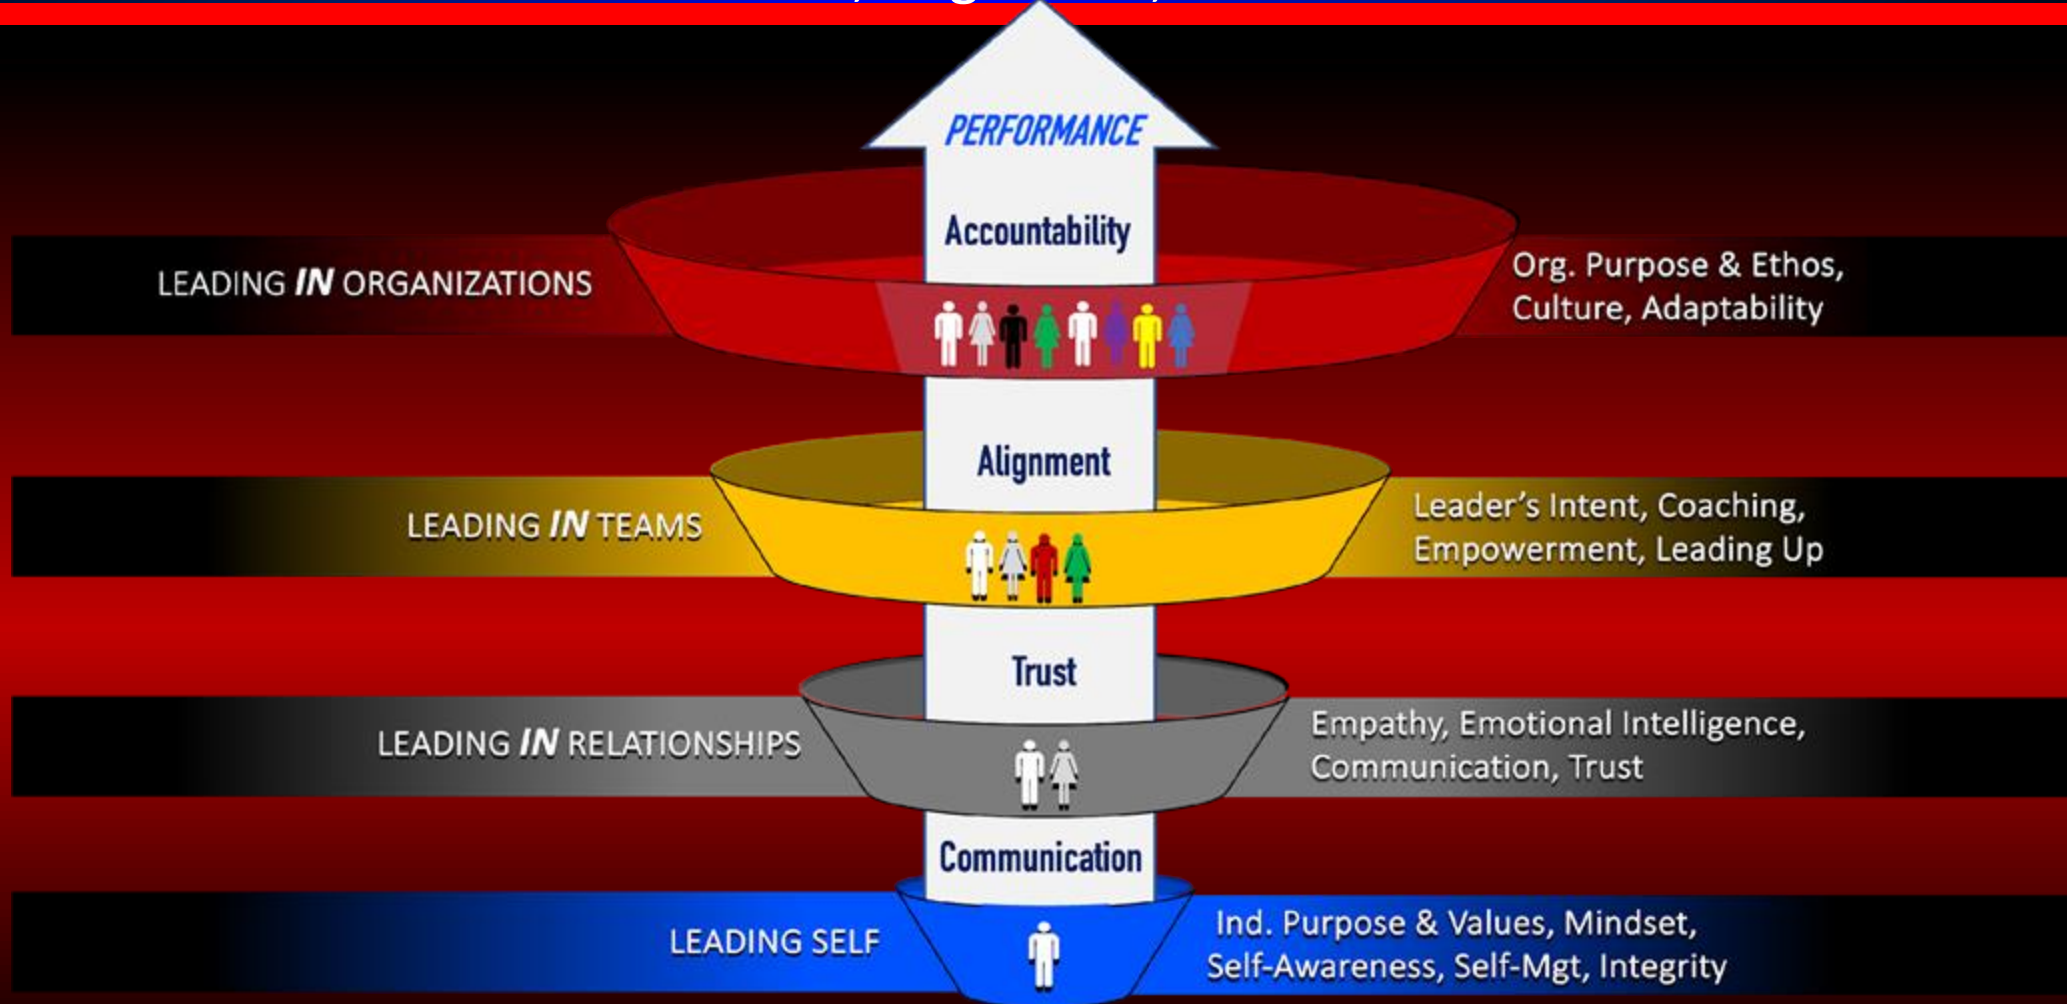 PERFORMANCE
Accountability
LEADING IN ORGANIZATIONS
Org. Purpose & Ethos,
Culture, Adaptability
Alignment
LEADING IN TEAMS
Leader's Intent, Coaching,
Empowerment, Leading Up
Trust
LEADING IN RELATIONSHIPS
Empathy, Emotional Intelligence,
Communication, Trust
Communication
LEADING SELF
Ind. Purpose & Values, Mindset,
Self-Awareness, Self-Mgt, Integrity